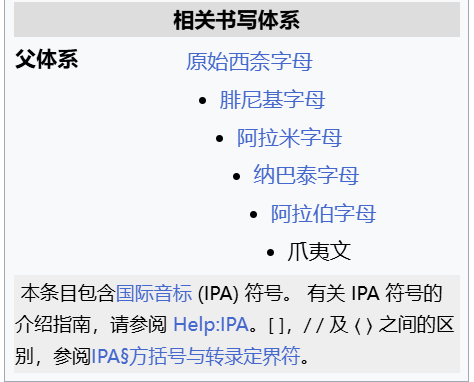 相关书写体系
父体系 原始西奈字母
腓尼基字母
阿拉米字母
纳巴泰字母
阿拉伯字母
爪夷文
本条目包含国际音标 (IPA) 符号。 有关 IPA 符号的
介绍指南，请参阅 Help:IPA。[ ]，/ / 及 ⟨ ⟩ 之间的区
别，参阅IPA§方括号与转录定界符。